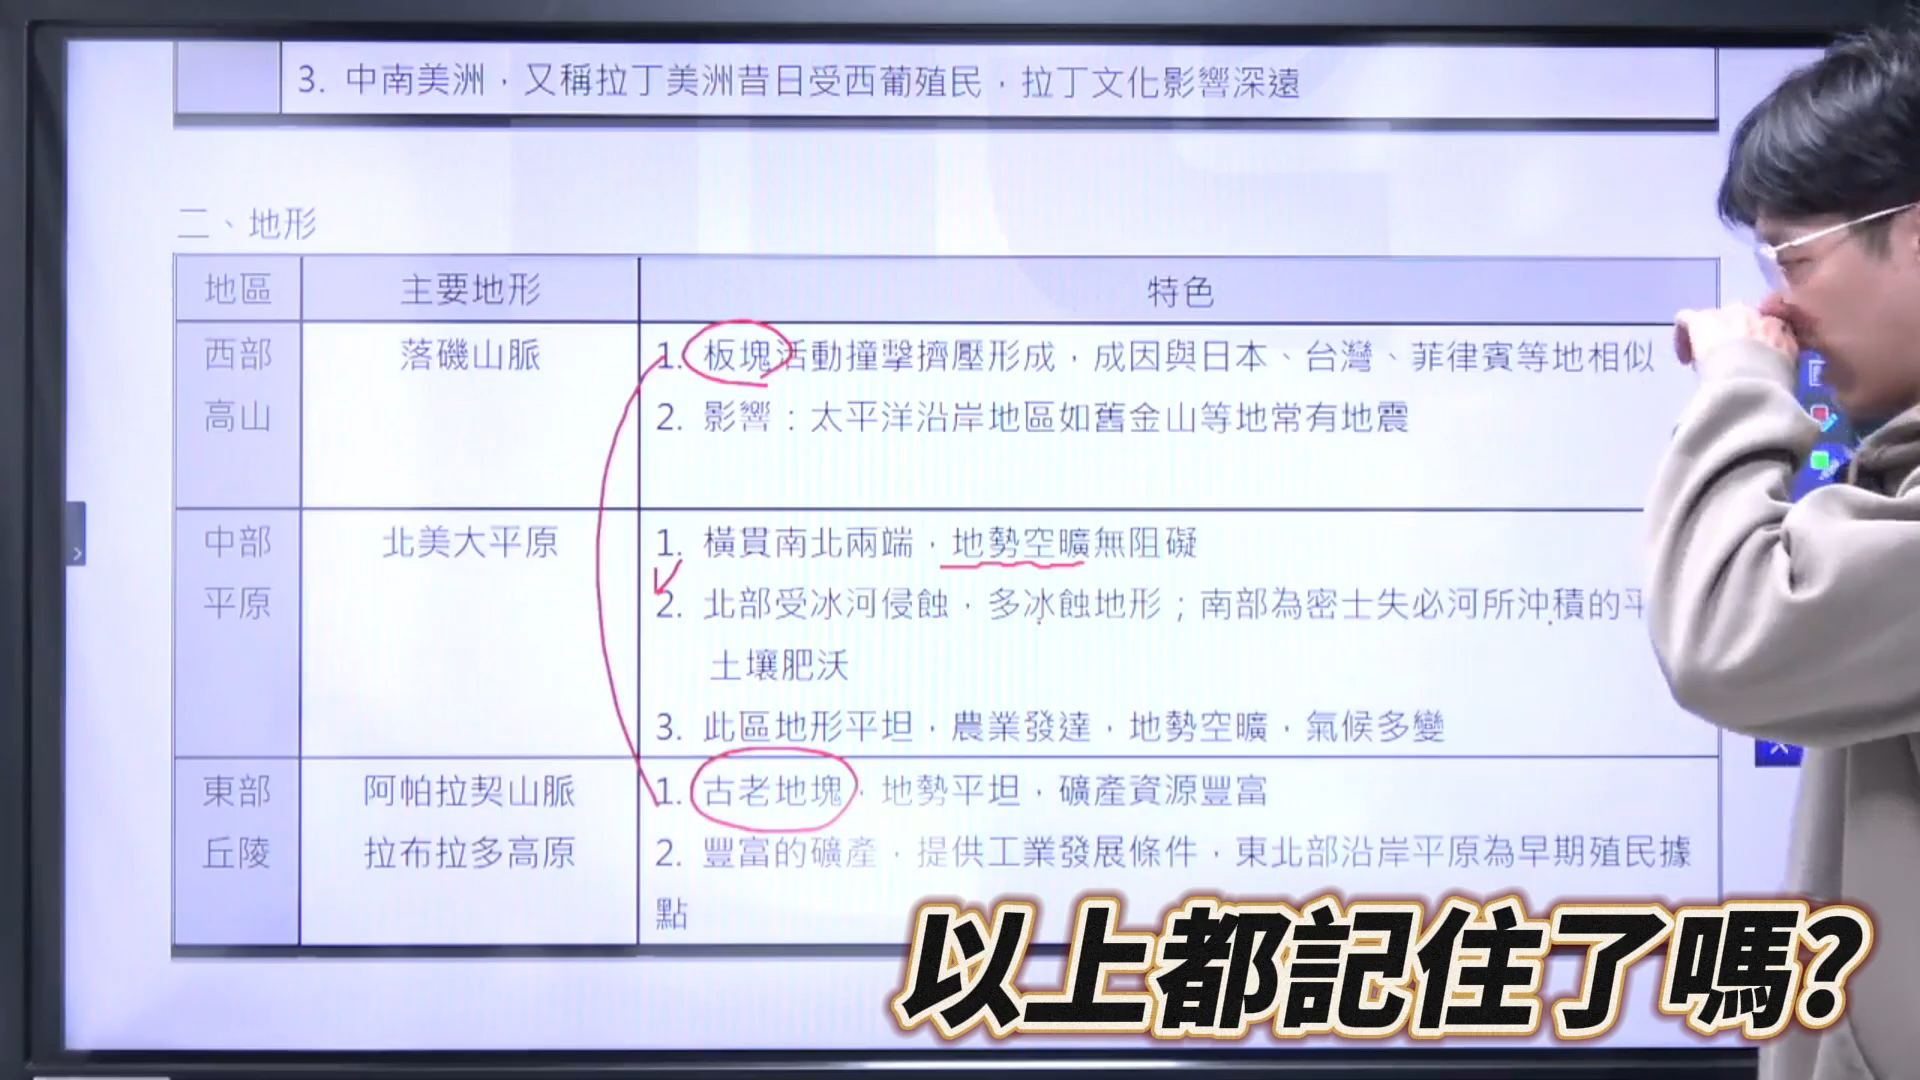 3. 中南美洲，又稱拉丁美洲昔日受西葡殖民，拉丁文化影響深遠
二、地形
地區 主要地形 特色
西部高山
落磯山脈
1. 板塊活動撞擊擠壓形成，成因與日本、台灣、菲律賓等地相似
2. 影響：太平洋沿岸地區如舊金山等地常有地震
中部平原
北美大平原
1. 橫貫南北兩端，地勢空曠無阻礙
2. 北部受冰河侵蝕，多冰蝕地形；南部為密士失必河所沖積的平
土壤肥沃
3. 此區地形平坦，農業發達，地勢空曠，氣候多變
東部丘陵
阿帕拉契山脈
拉布拉多高原
1. 古老地塊，地勢平坦，礦產資源豐富
2. 豐富的礦產，提供工業發展條件，東北部沿岸平原為早期殖民據
點
以上都記住了嗎?